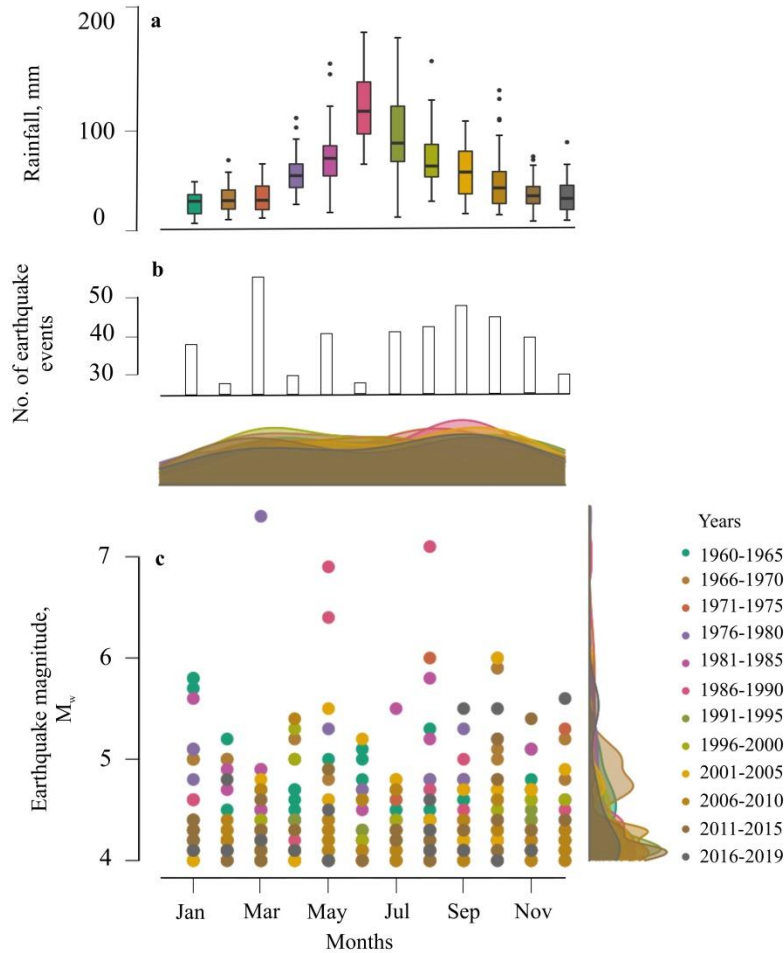 a
200
100
0
Rainfall, mm
b
50
40
30
No. of earthquake
events
c
7
6
5
4
Earthquake magnitude,
Mw
Jan
Mar
May
Jul
Sep
Nov
Months
Years
1960-1965
1966-1970
1971-1975
1976-1980
1981-1985
1986-1990
1991-1995
1996-2000
2001-2005
2006-2010
2011-2015
2016-2019